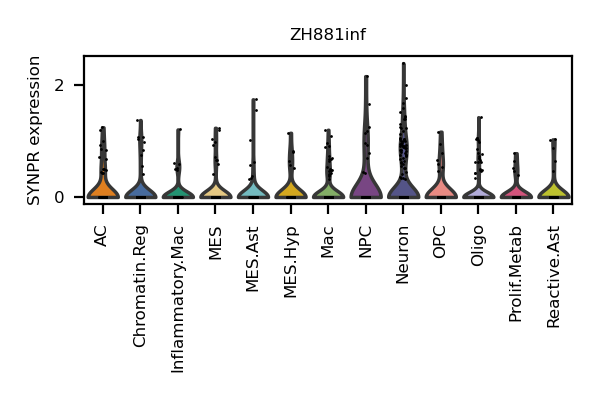 ZH881inf
SYNPR expression
2
0
AC
Chromatin.Reg
Inflammatory.Mac
MES
MES.Ast
MES.Hyp
Mac
NPC
Neuron
OPC
Oligo
Prolif.Metab
Reactive.Ast